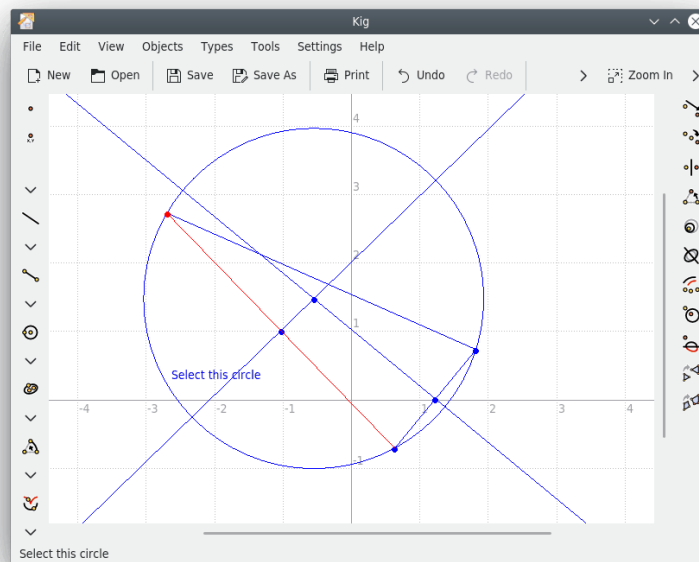 Kig
File Edit View Objects Types Tools Settings Help
New Open Save Save As Print Undo Redo Zoom In
4
3
2
1
-4 -3 -2 -1 1 2 3 4
-1
Select this circle
Select this circle